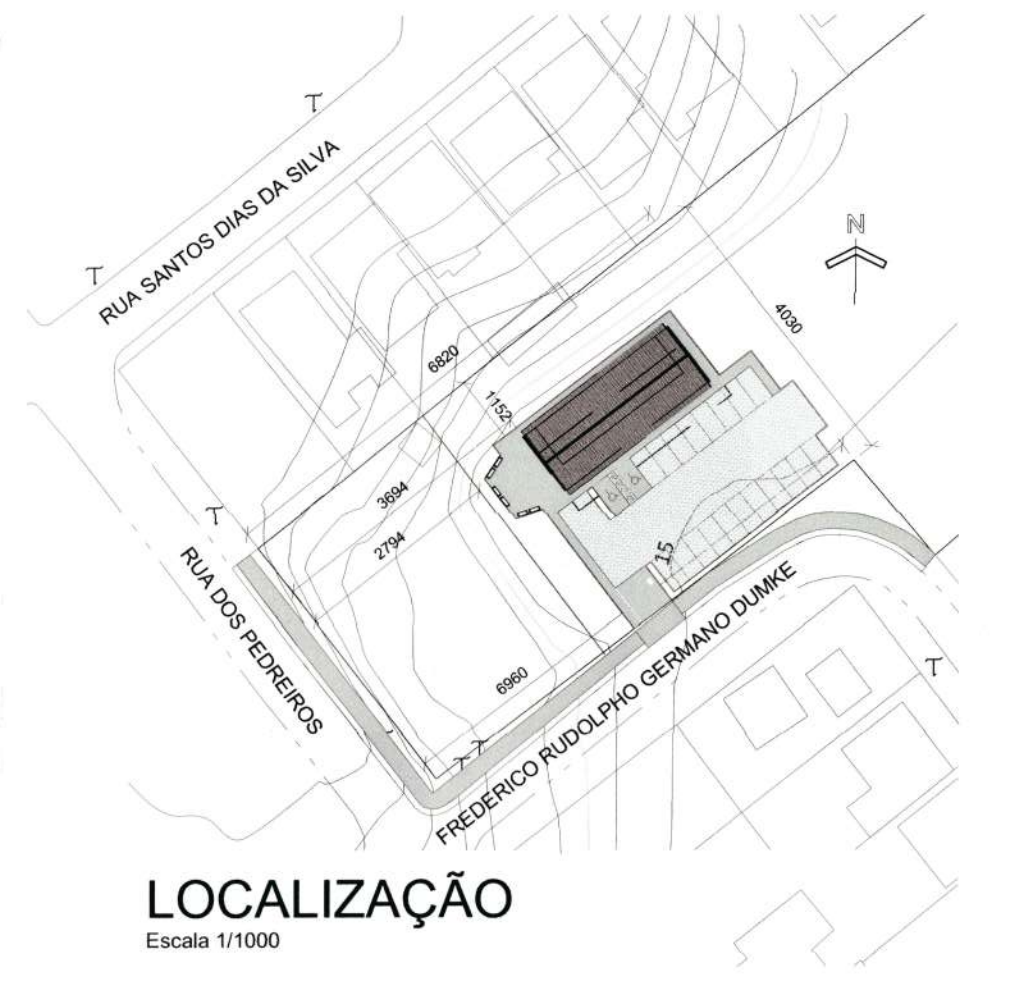 RUA SANTOS DIAS DA SILVA
N
4030
6820
1152
3694
2794
15
RUA DOS PEDREIROS
6960
FREDERICO RUDOLPHO GERMANO DUMKE
LOCALIZAÇÃO
Escala 1/1000